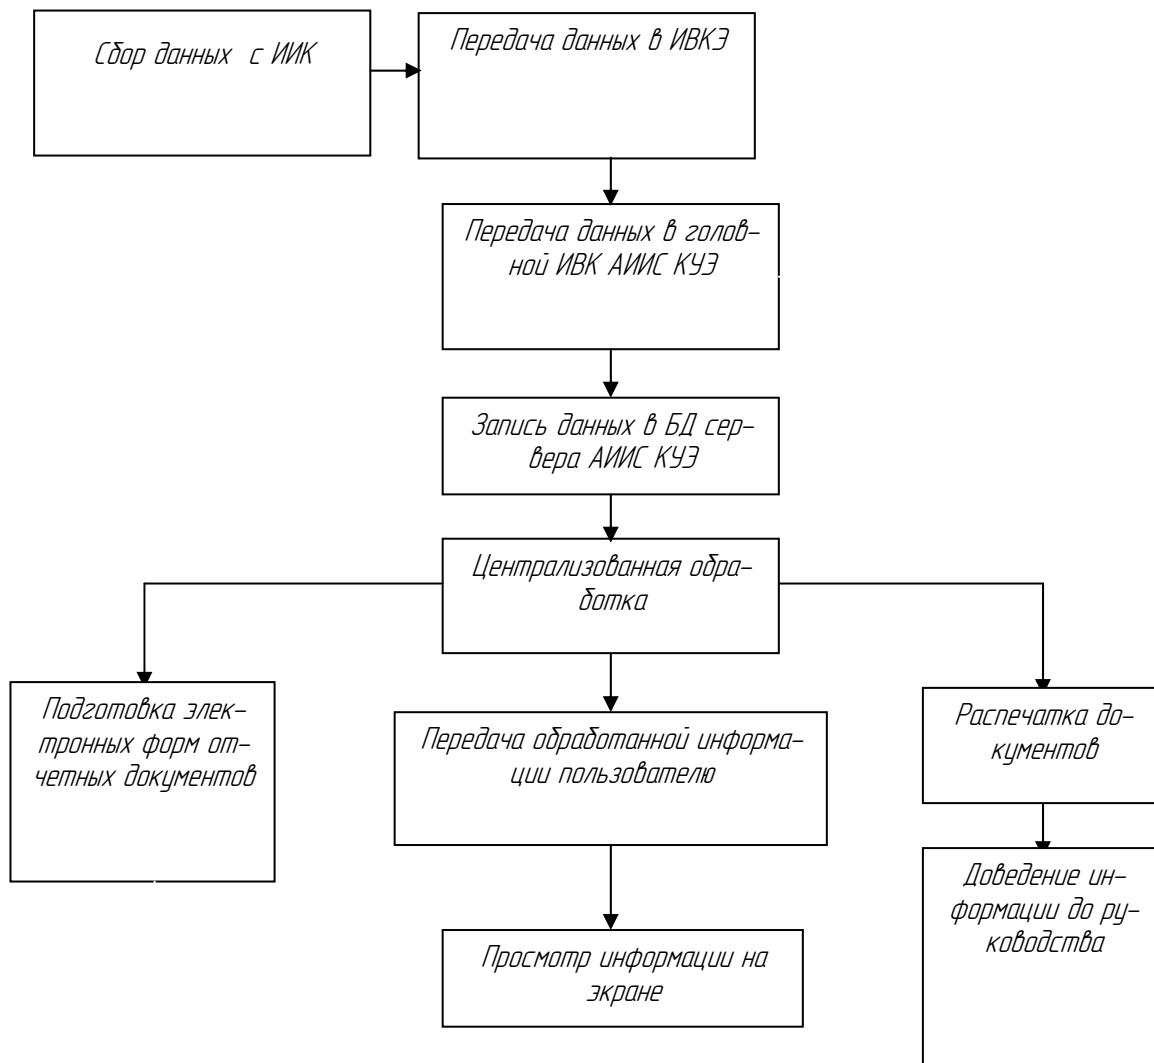 Сбор данных с ИИК
Передача данных в ИВКЭ
Передача данных в голов-
ной ИВК АИИС КУЭ
Запись данных в БД сер-
вера АИИС КУЭ
Централизованная обра-
ботка
Подготовка элек-
тронных форм от-
четных документов
Передача обработанной информа-
ции пользователю
Распечатка до-
кументов
Доведение ин-
формации до ру-
ководства
Просмотр информации на
экране